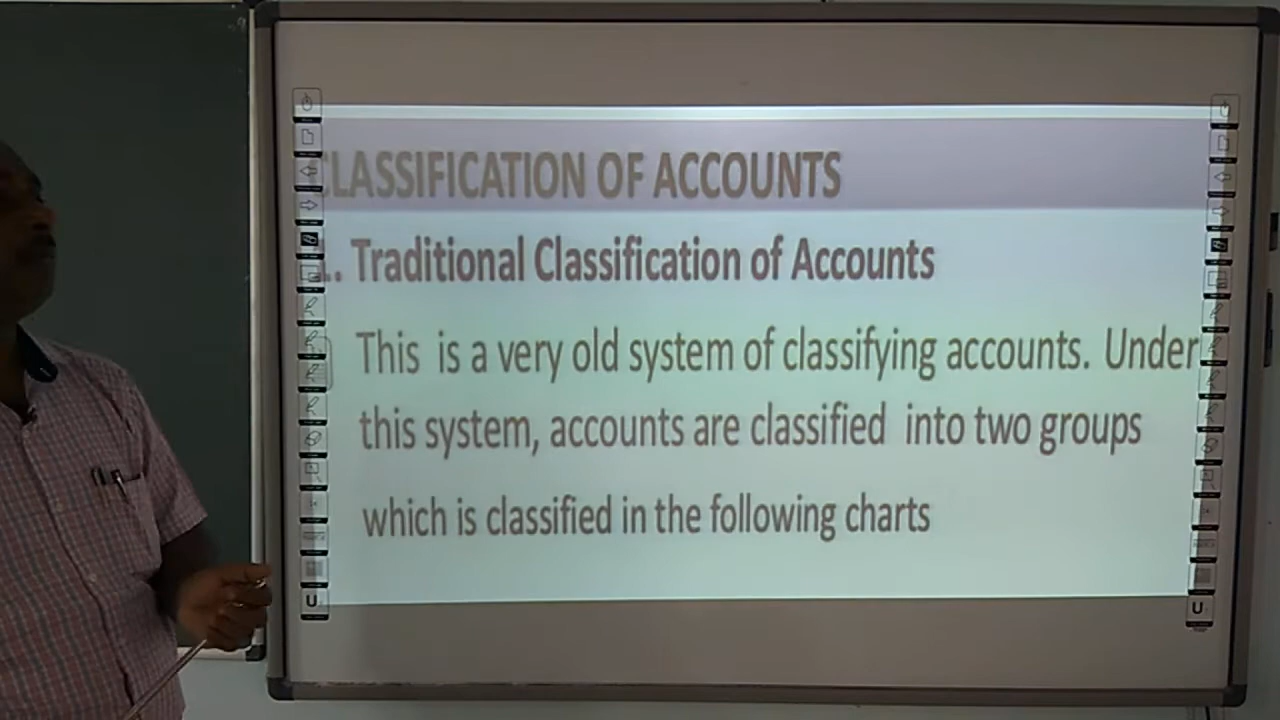 CLASSIFICATION OF ACCOUNTS
1. Traditional Classification of Accounts
This is a very old system of classifying accounts. Under
this system, accounts are classified into two groups
which is classified in the following charts
U
U